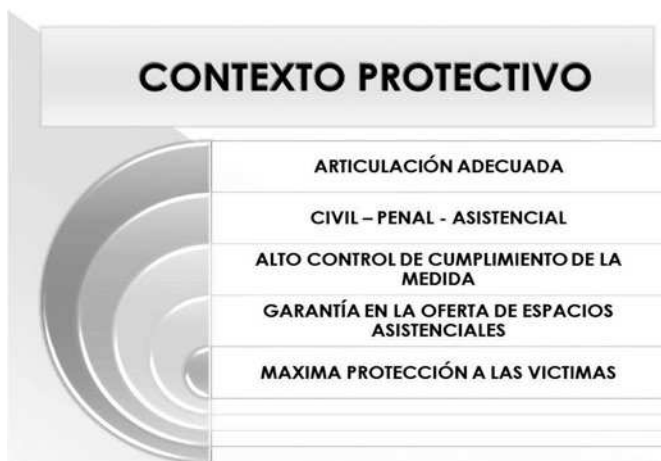 CONTEXTO PROTECTIVO
ARTICULACIÓN ADECUADA
CIVIL – PENAL - ASISTENCIAL
ALTO CONTROL DE CUMPLIMIENTO DE LA
MEDIDA
GARANTÍA EN LA OFERTA DE ESPACIOS
ASISTENCIALES
MAXIMA PROTECCIÓN A LAS VICTIMAS